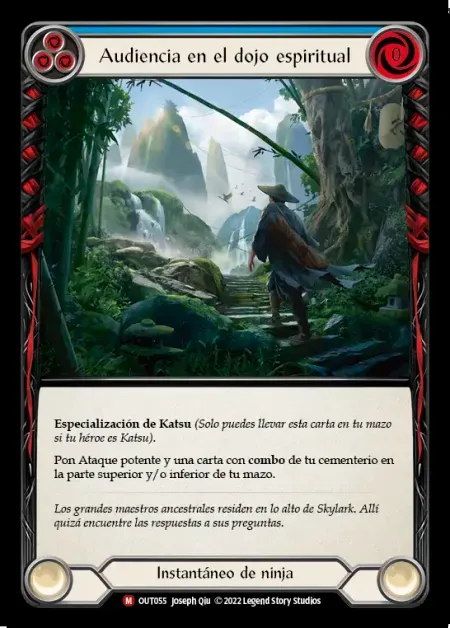 Audiencia en el dojo espiritual
0
Especialización de Katsu (Solo puedes llevar esta carta en tu mazo
si tu héroe es Katsu).
Pon Ataque potente y una carta con combo de tu cementerio en
la parte superior y/o inferior de tu mazo.
Los grandes maestros ancestrales residen en lo alto de Skylark. Allí
quizá encuentre las respuestas a sus preguntas.
Instantáneo de ninja
M OUT055 Joseph Qiu © 2022 Legend Story Studios